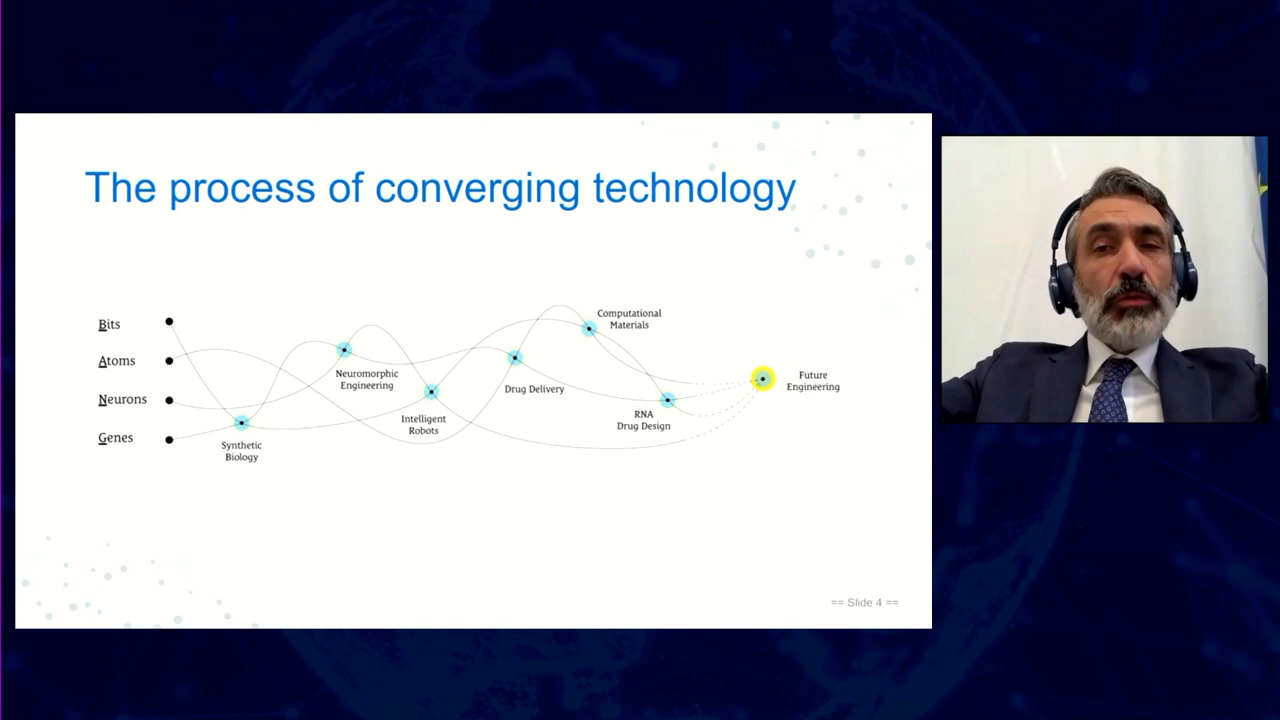 The process of converging technology
Bits
Atoms
Neurons
Genes
Synthetic
Biology
Neuromorphic
Engineering
Intelligent
Robots
Drug Delivery
Computational
Materials
RNA
Drug Design
Future
Engineering
== Slide 4 ==